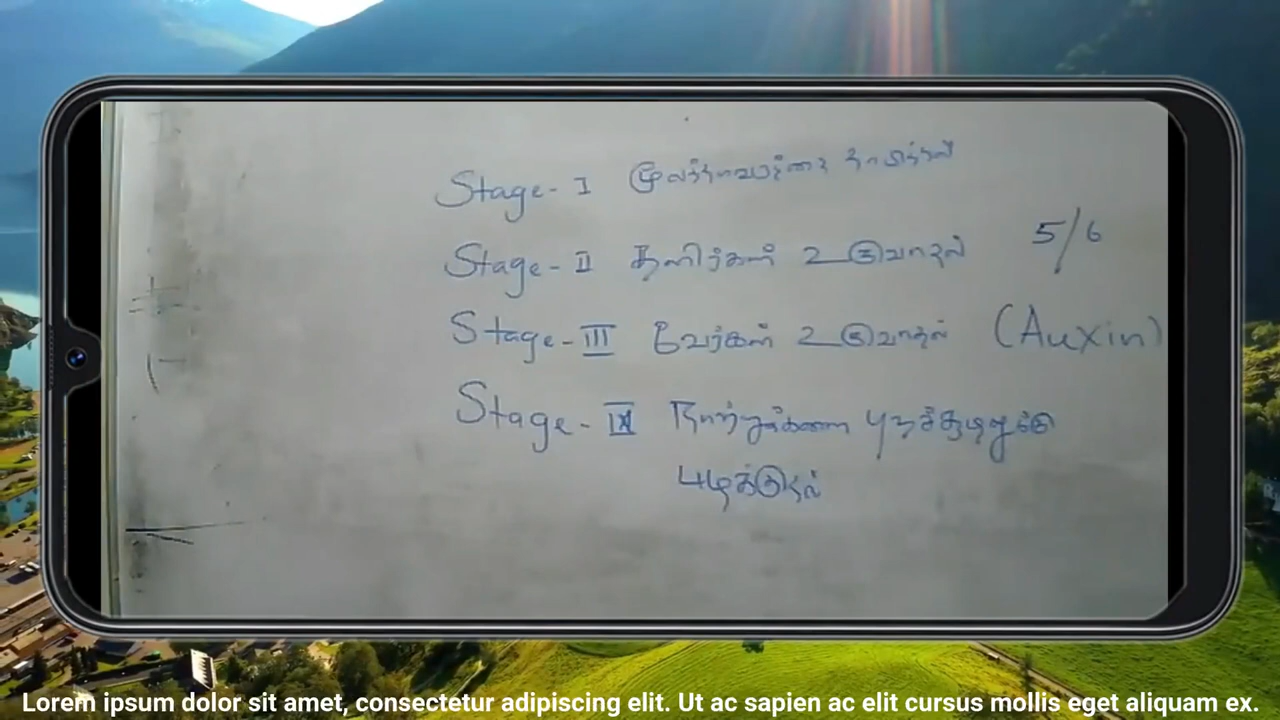 Stage-I மூலத்தாவரத்தை
Stage-II தளிர்கள் உருவாதல் 5/6
Stage-III வேர்கள் உருவாதல் (Auxin)
Stage-IV நாற்றுக்களை புறச்சூழலுக்கு
பழக்குதல்
Lorem ipsum dolor sit amet, consectetur adipiscing elit. Ut ac sapien ac elit cursus mollis eget aliquam ex.